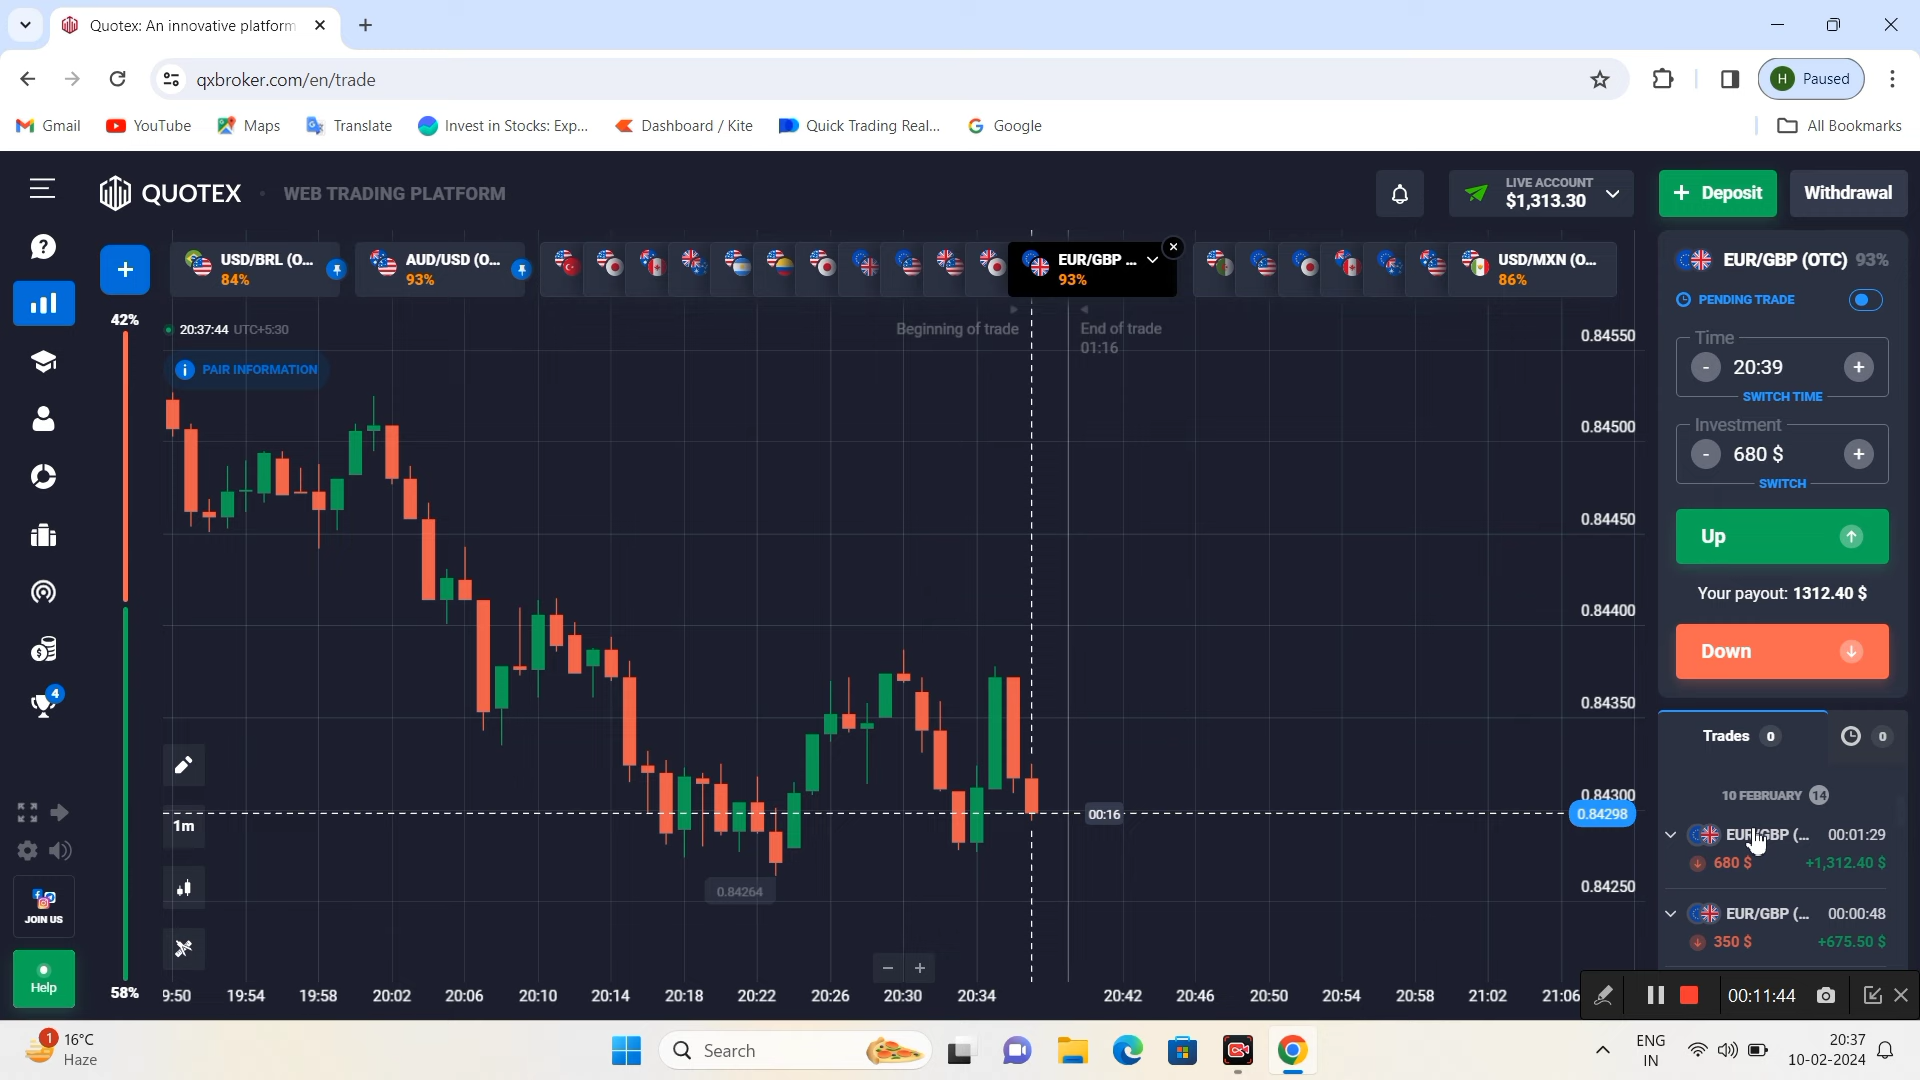 Quotex: An innovative platform
qxbroker.com/en/trade
H Paused
Gmail YouTube Maps Translate Invest in Stocks: Exp... Dashboard / Kite Quick Trading Real... Google All Bookmarks
QUOTEX WEB TRADING PLATFORM
LIVE ACCOUNT
$1,313.30
+ Deposit
Withdrawal
+
USD/BRL (O...
84%
AUD/USD (O...
93%
EUR/GBP ...
93%
USD/MXN (O...
86%
EUR/GBP (OTC) 93%
PENDING TRADE
Time
- 20:39 +
SWITCH TIME
Investment
- 680 $ +
SWITCH
Up
Your payout: 1312.40 $
Down
Trades 0
0
10 FEBRUARY 14
EUR/GBP (... 00:01:29
680 $ +1,312.40 $
EUR/GBP (... 00:00:48
350 $ +675.50 $
42%
58%
20:37:44 UTC+5:30
PAIR INFORMATION
Beginning of trade
End of trade
01:16
0.84550
0.84500
0.84450
0.84400
0.84350
0.84300
0.84298
0.84250
00:16
0.84264
1m
- +
9:50 19:54 19:58 20:02 20:06 20:10 20:14 20:18 20:22 20:26 20:30 20:34 20:42 20:46 20:50 20:54 20:58 21:02 21:06
4
JOIN US
Help
00:11:44
1
16°C
Haze
Search
ENG
IN
20:37
10-02-2024